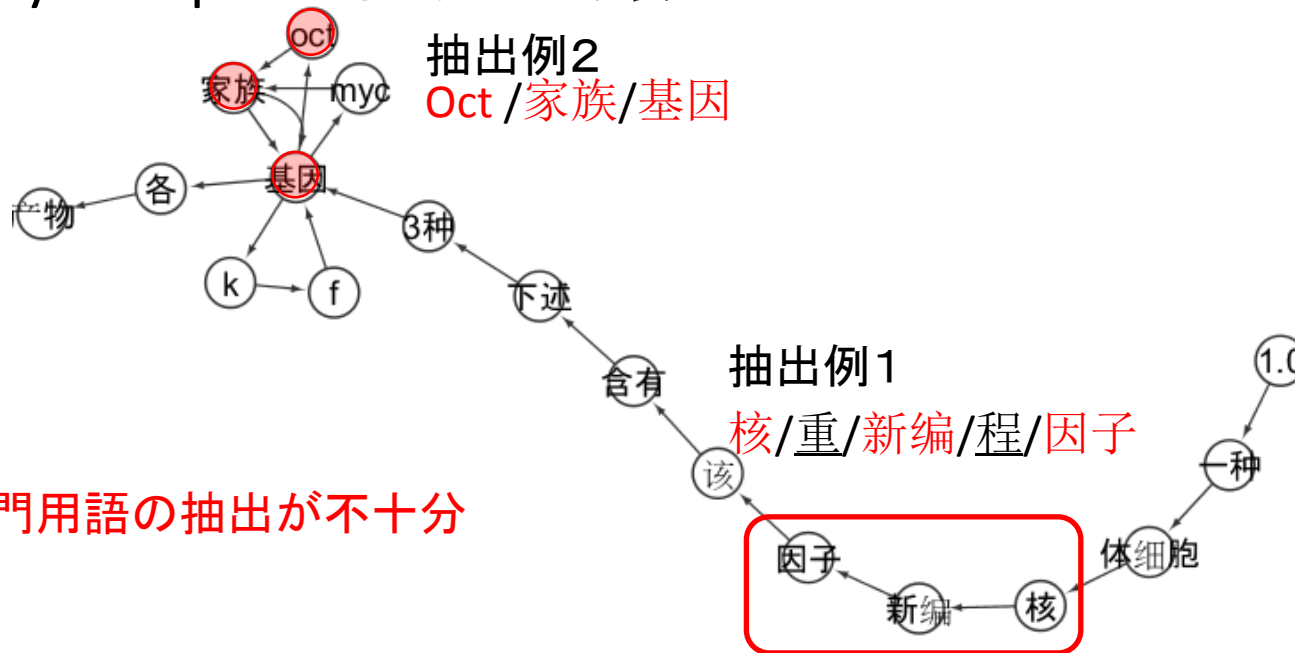 oct
抽出例2
家族
myc
Oct /家族/基因
基因
各
产物
3种
k
f
下述
抽出例1
1.0
含有
核/重/新编/程/因子
一种
该
門用語の抽出が不十分
因子
体细胞
新编
核